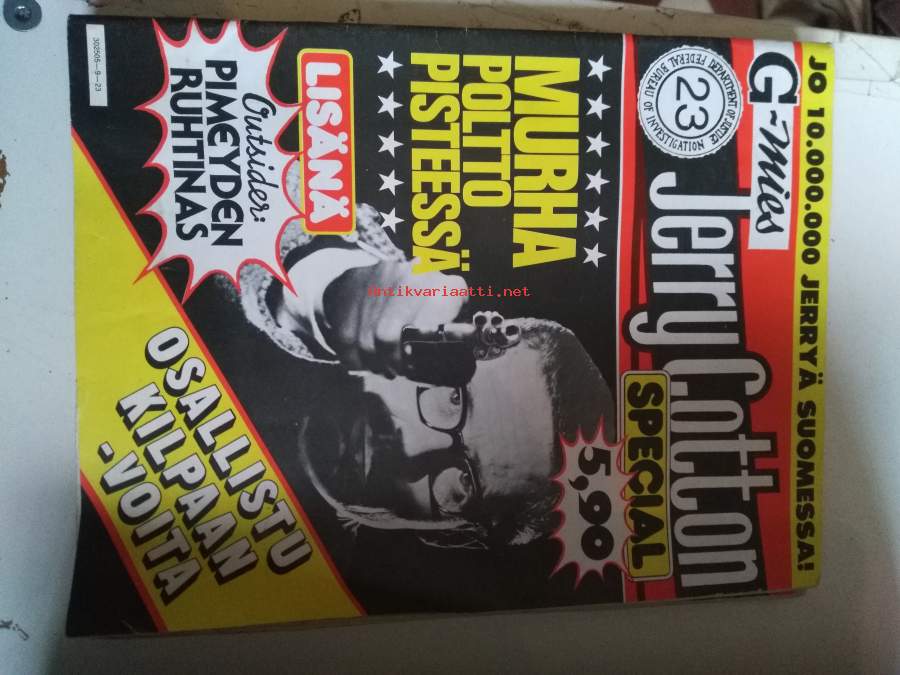 JO 10.000.000 JERRYÄ SUOMESSA!
G-mies
Jerry Cotton
DEPARTMENT OF JUSTICE
23
FEDERAL BUREAU OF INVESTIGATION
SPECIAL
5,90
MURHA
POLTTO
PISTEESSÄ
LISÄNÄ
Outsider:
PIMEYDEN
RUHTINAS
OSALLISTU
KILPAAN
-VOITA
302505-9-23
antikvariaatti.net